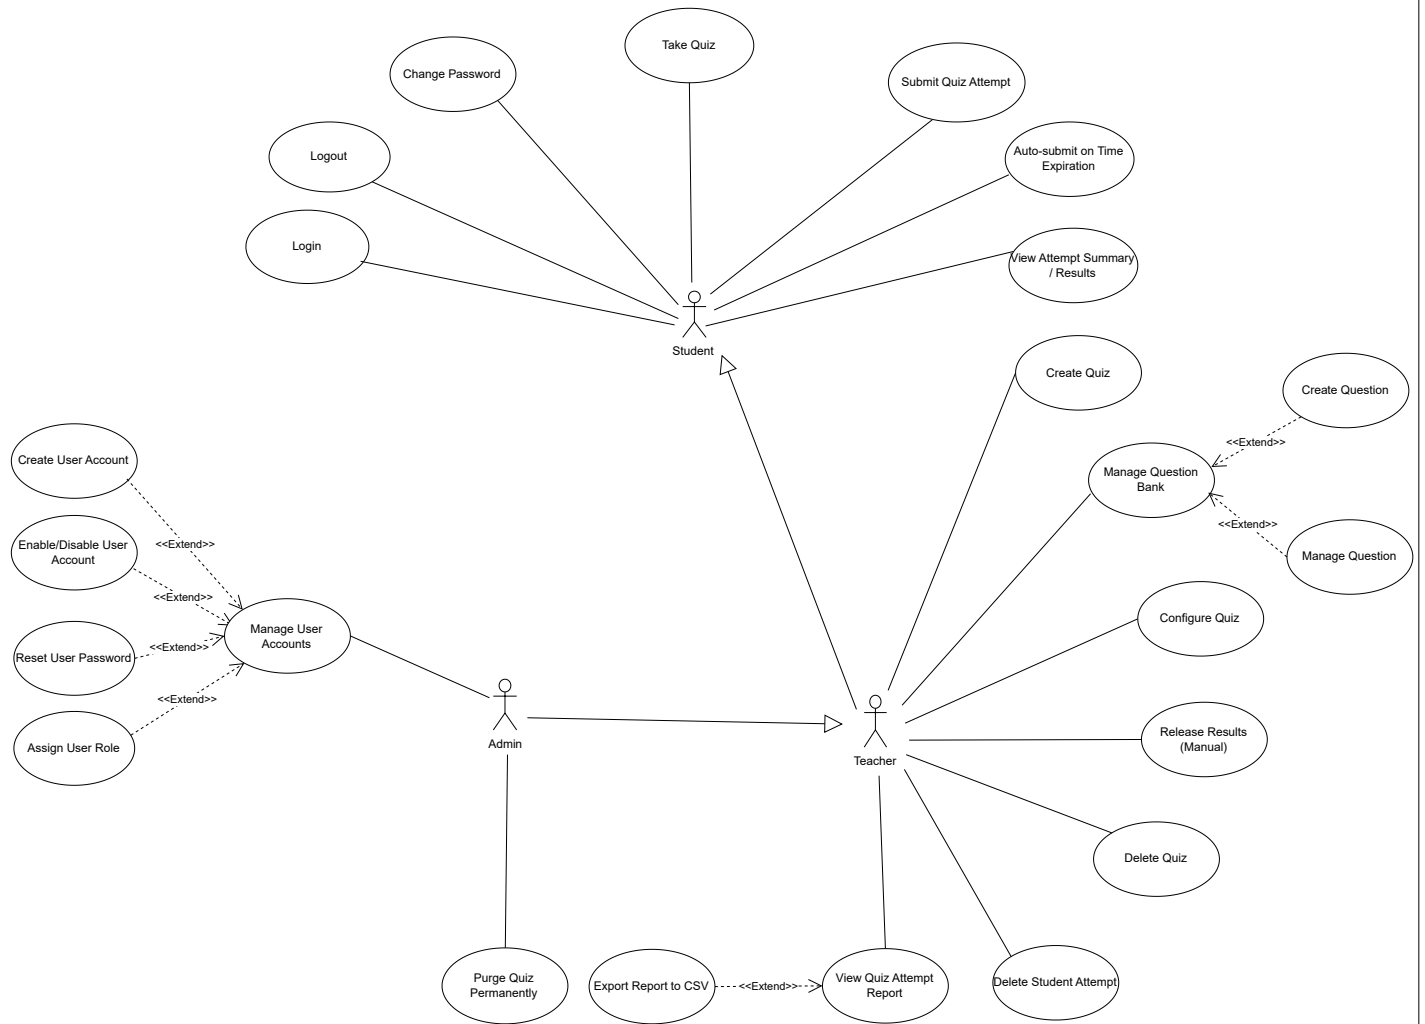 Take Quiz
Change Password
Submit Quiz Attempt
Logout
Auto-submit on Time
Expiration
Login
View Attempt Summary
/ Results
Student
Create Quiz
Create Question
<<Extend>>
Manage Question
Bank
<<Extend>>
Manage Question
Create User Account
<<Extend>>
Enable/Disable User
Account
<<Extend>>
Manage User
Accounts
Reset User Password
<<Extend>>
<<Extend>>
Assign User Role
Configure Quiz
Admin
Teacher
Release Results
(Manual)
Delete Quiz
Purge Quiz
Permanently
Export Report to CSV
<<Extend>>
View Quiz Attempt
Report
Delete Student Attempt